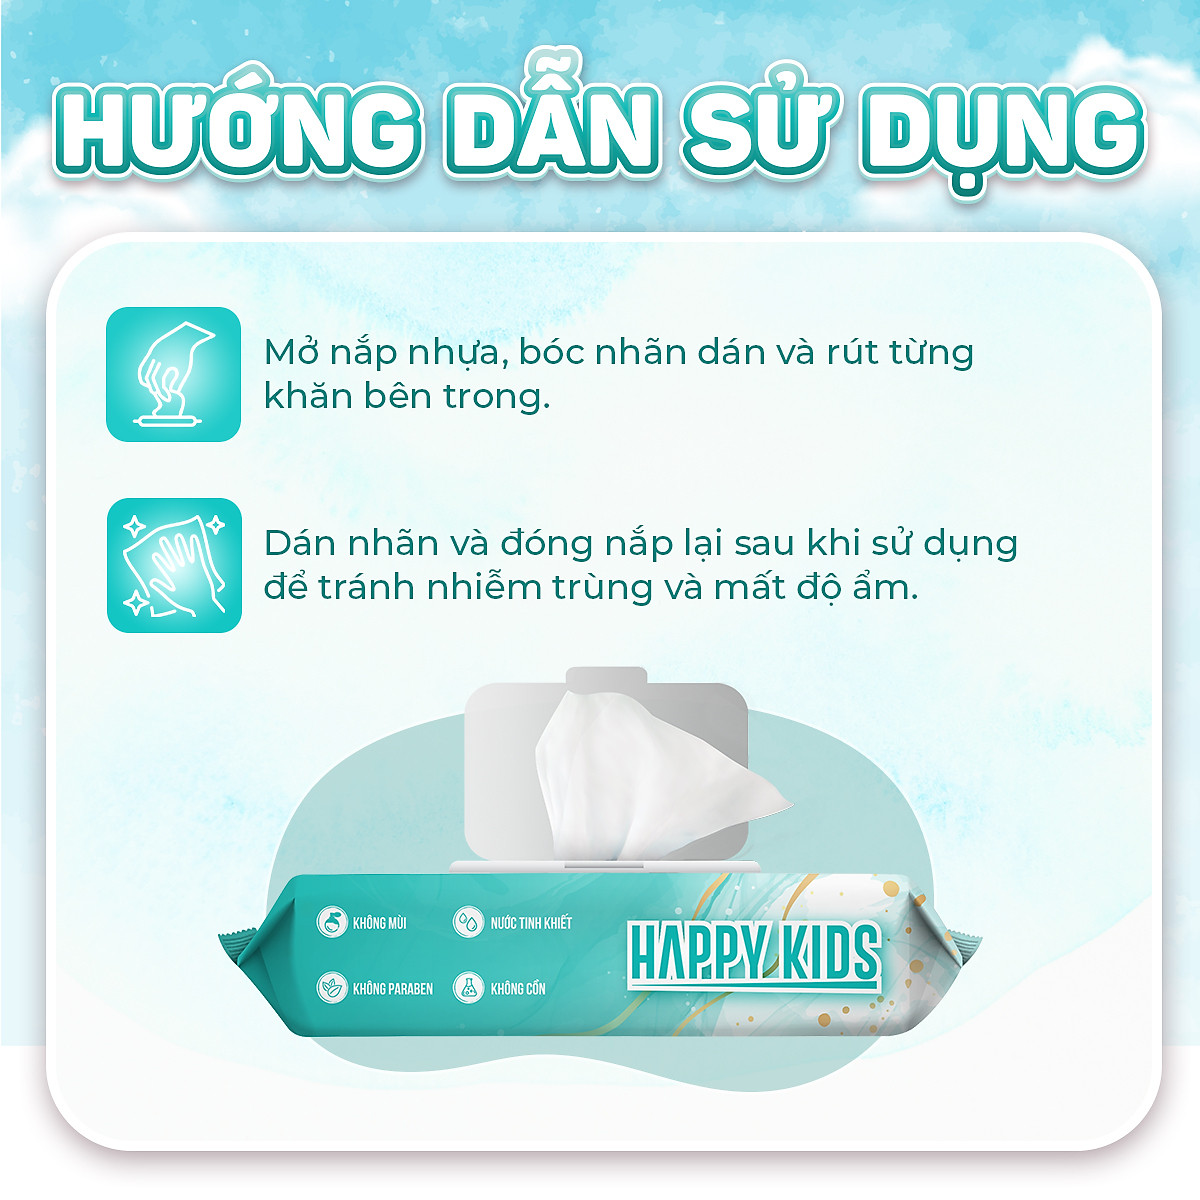 HƯỚNG DẪN SỬ DỤNG
Mở nắp nhựa, bóc nhãn dán và rút từng
khăn bên trong.
Dán nhãn và đóng nắp lại sau khi sử dụng
để tránh nhiễm trùng và mất độ ẩm.
KHÔNG MÙI
NƯỚC TINH KHIẾT
KHÔNG PARABEN
KHÔNG CỒN
HAPPY KIDS